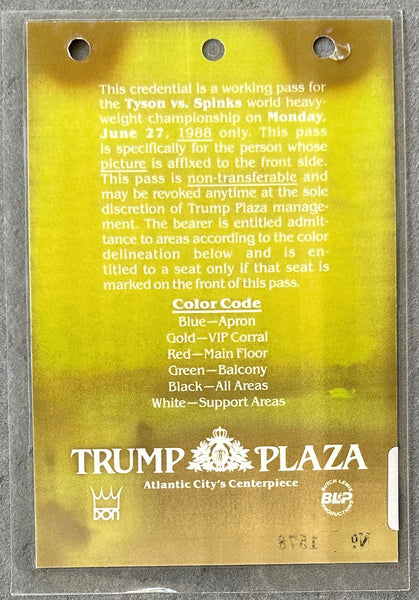 This credential is a working pass for
the Tyson vs. Spinks world heavy-
weight championship on Monday,
June 27, 1988 only. This pass
is specifically for the person whose
picture is affixed to the front side.
This pass is non-transferable and
may be revoked anytime at the sole
discretion of Trump Plaza manage-
ment. The bearer is entitled admit-
tance to areas according to the color
delineation below and is en-
titled to a seat only if that seat is
marked on the front of this pass.
Color Code
Blue—Apron
Gold—VIP Corral
Red—Main Floor
Green—Balcony
Black—All Areas
White—Support Areas
TRUMP PLAZA
Atlantic City's Centerpiece
DON
BUTCH LEWIS
BLP
PRODUCTIONS